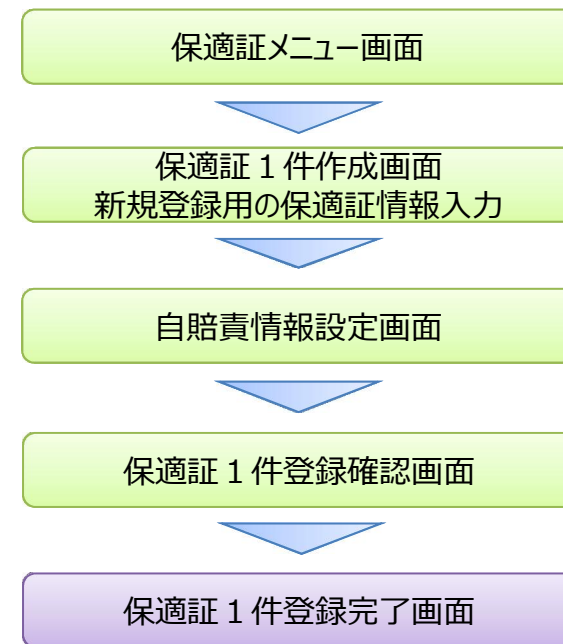 保適証メニュー画面
保適証１件作成画面
新規登録用の保適証情報入力
自賠責情報設定画面
保適証１件登録確認画面
保適証１件登録完了画面